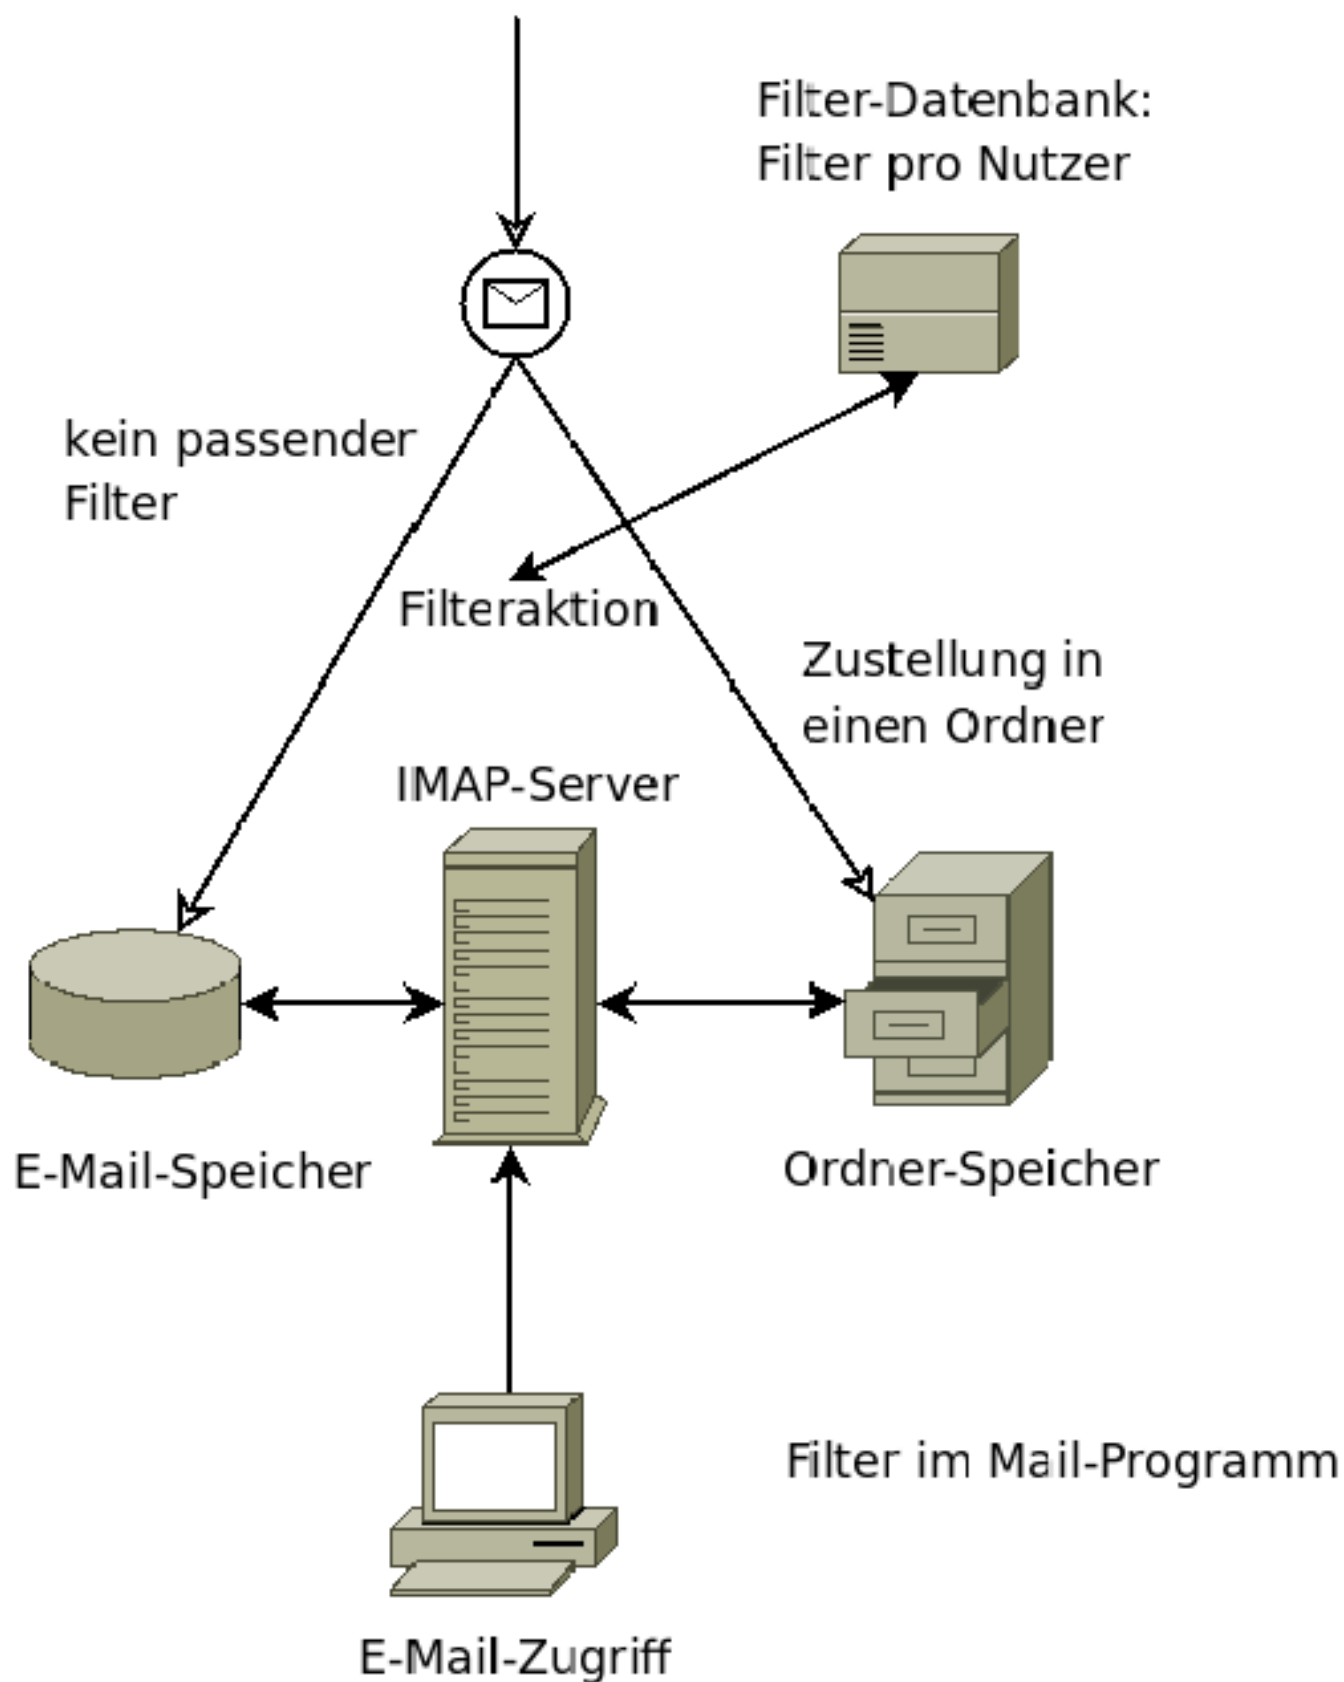 Filter-Datenbank:
Filter pro Nutzer
kein passender
Filter
Filteraktion
Zustellung in
einen Ordner
IMAP-Server
E-Mail-Speicher
Ordner-Speicher
Filter im Mail-Programm
E-Mail-Zugriff